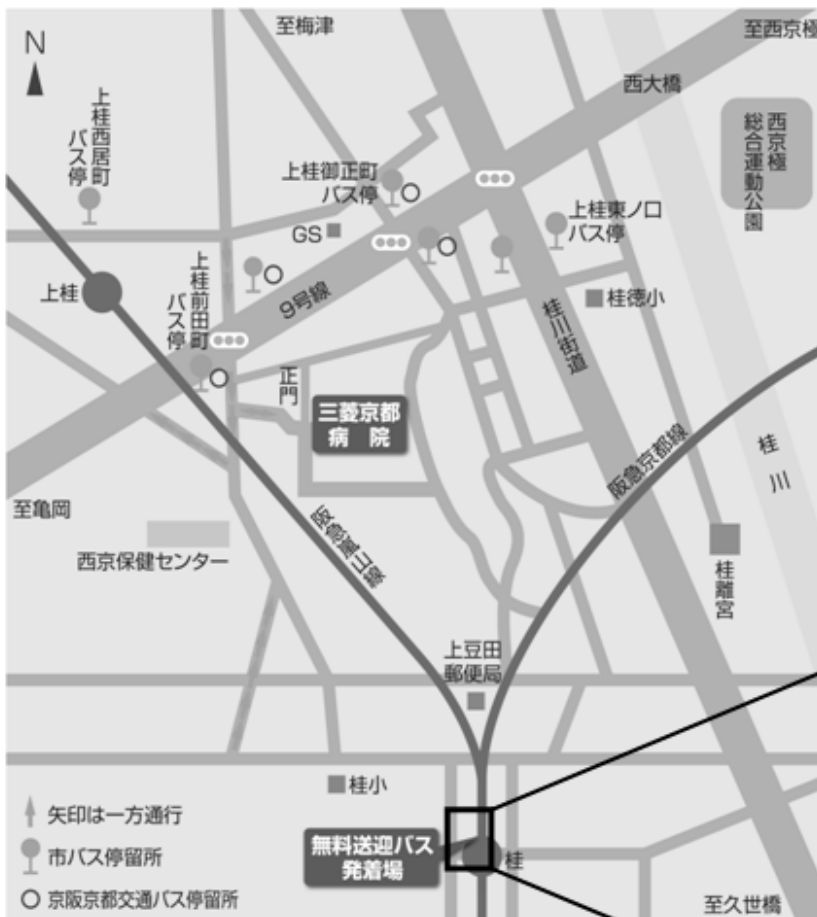 至梅津
至西京極
N
西大橋
上桂西居町
バス停
西京極
総合運動公園
上桂御正町
バス停
上桂東ノ口
バス停
GS
上桂
上桂前田町
バス停
9号線
桂徳小
桂川街道
正門
三菱京都
病 院
阪急京都線
桂 川
至亀岡
阪急嵐山線
西京保健センター
桂離宮
上豆田
郵便局
桂小
矢印は一方通行
無料送迎バス
発着場
桂
市バス停留所
京阪京都交通バス停留所
至久世橋